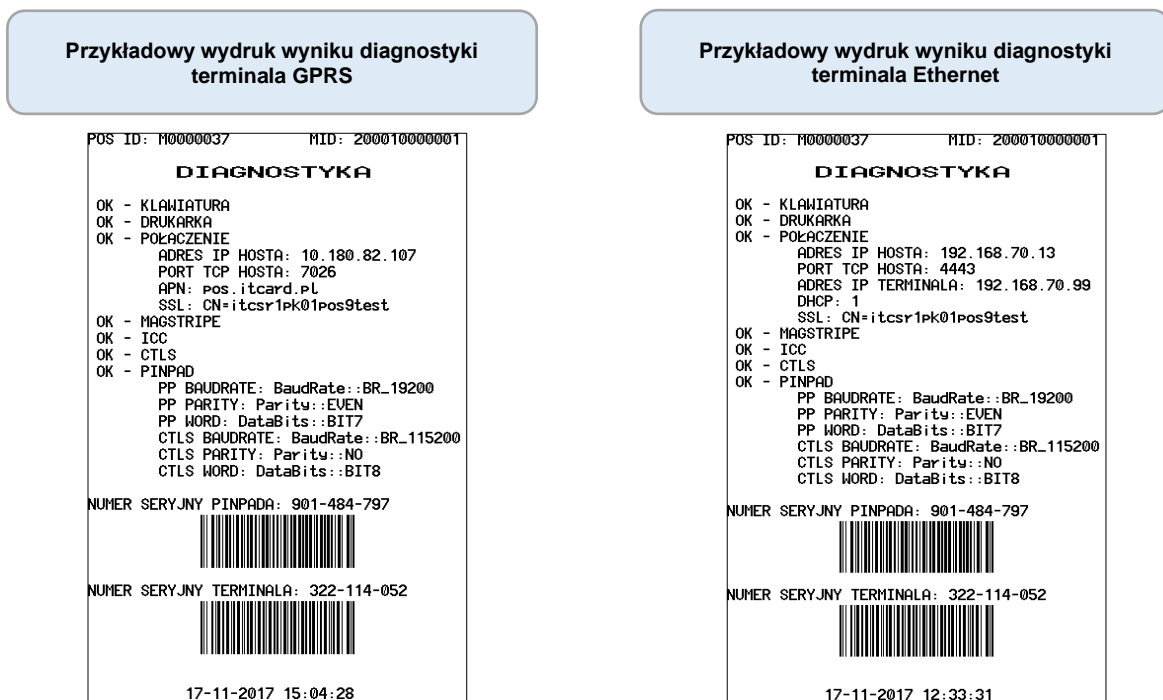 Przykładowy wydruk wyniku diagnostyki
terminala GPRS
POS ID: M0000037 MID: 200010000001
DIAGNOSTYKA
OK - KLAWIATURA
OK - DRUKARKA
OK - POŁĄCZENIE
ADRES IP HOSTA: 10.180.82.107
PORT TCP HOSTA: 7026
APN: pos.itcard.pl
SSL: CN=itcsr1pk01pos9test
OK - MAGSTRIPE
OK - ICC
OK - CTLS
OK - PINPAD
PP BAUDRATE: BaudRate::BR_19200
PP PARITY: Parity::EVEN
PP WORD: DataBits::BIT7
CTLS BAUDRATE: BaudRate::BR_115200
CTLS PARITY: Parity::NO
CTLS WORD: DataBits::BIT8
NUMER SERYJNY PINPADA: 901-484-797
NUMER SERYJNY TERMINALA: 322-114-052
17-11-2017 15:04:28
Przykładowy wydruk wyniku diagnostyki
terminala Ethernet
POS ID: M0000037 MID: 200010000001
DIAGNOSTYKA
OK - KLAWIATURA
OK - DRUKARKA
OK - POŁĄCZENIE
ADRES IP HOSTA: 192.168.70.13
PORT TCP HOSTA: 4443
ADRES IP TERMINALA: 192.168.70.99
DHCP: 1
SSL: CN=itcsr1pk01pos9test
OK - MAGSTRIPE
OK - ICC
OK - CTLS
OK - PINPAD
PP BAUDRATE: BaudRate::BR_19200
PP PARITY: Parity::EVEN
PP WORD: DataBits::BIT7
CTLS BAUDRATE: BaudRate::BR_115200
CTLS PARITY: Parity::NO
CTLS WORD: DataBits::BIT8
NUMER SERYJNY PINPADA: 901-484-797
NUMER SERYJNY TERMINALA: 322-114-052
17-11-2017 12:33:31